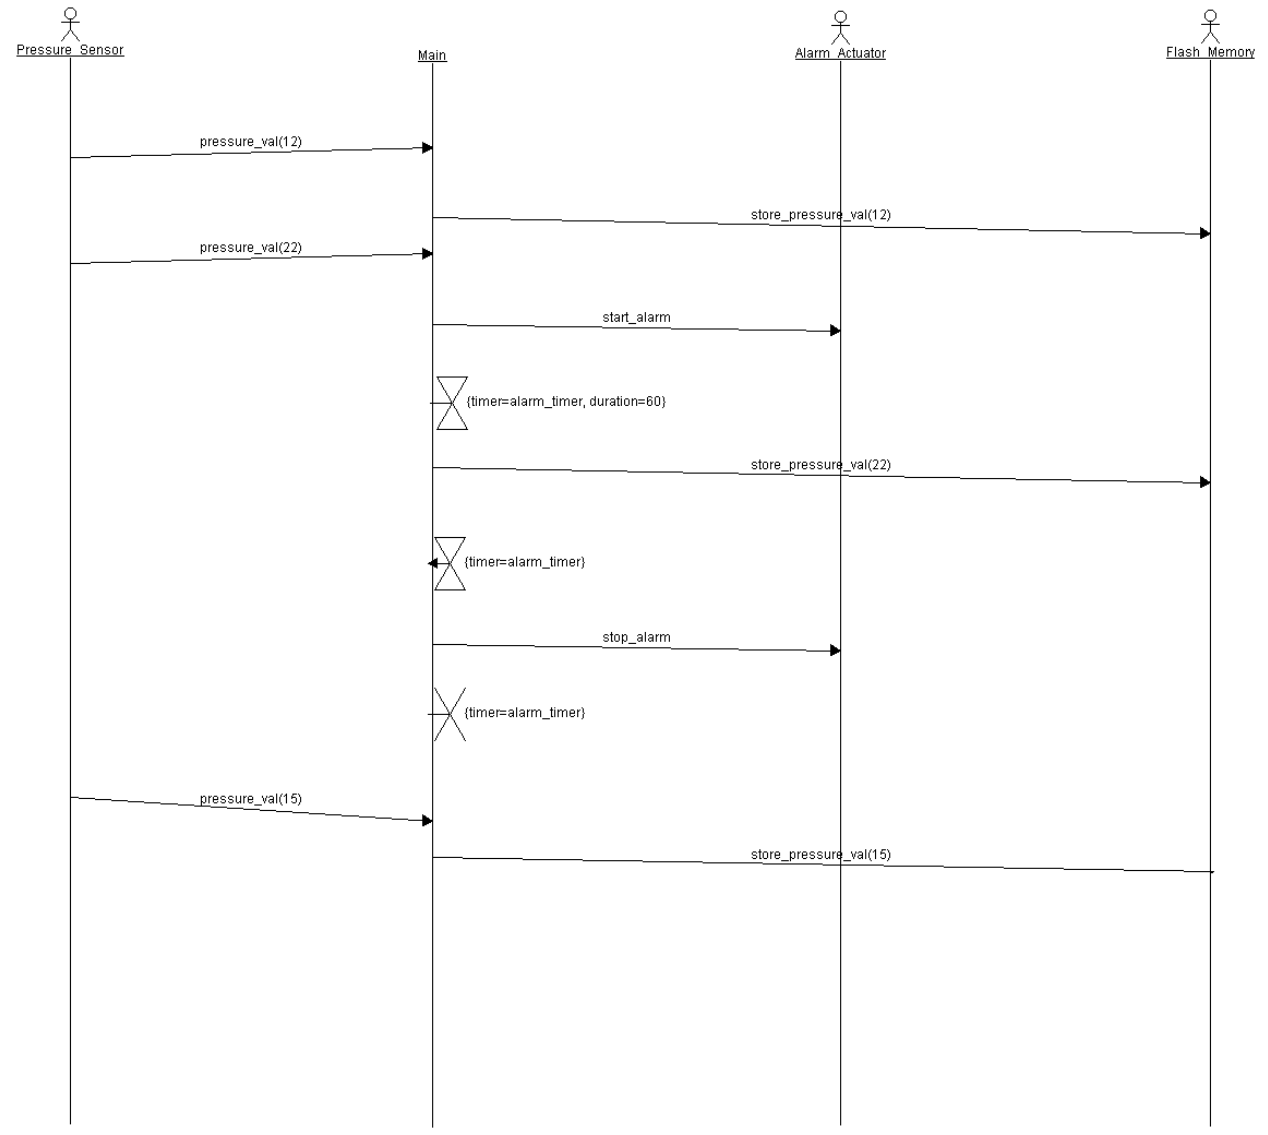 Pressure_Sensor
Main
Alarm_Actuator
Flash_Memory
pressure_val(12)
store_pressure_val(12)
pressure_val(22)
start_alarm
{timer=alarm_timer, duration=60}
store_pressure_val(22)
{timer=alarm_timer}
stop_alarm
{timer=alarm_timer}
pressure_val(15)
store_pressure_val(15)